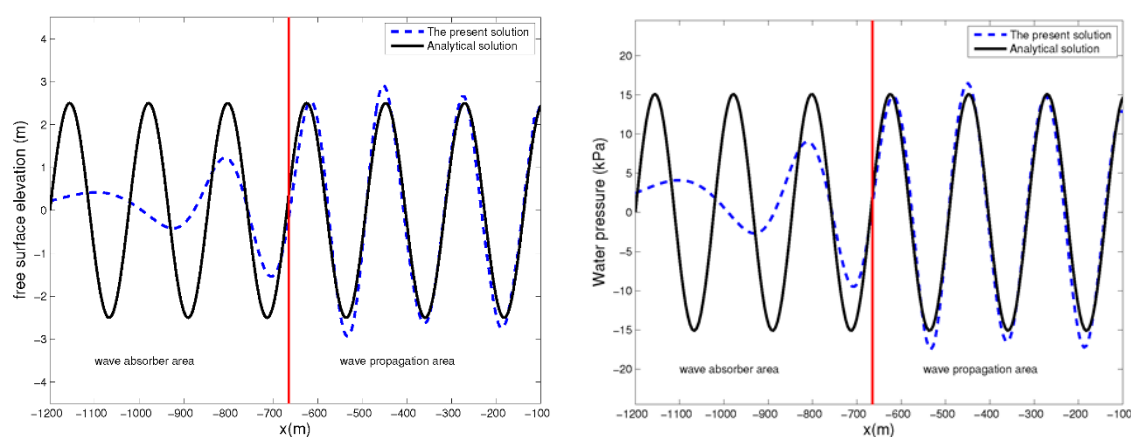 The present solution
Analytical solution
4
3
2
1
0
−1
−2
−3
−4
free surface elevation (m)
wave absorber area
wave propagation area
−1200 −1100 −1000 −900 −800 −700 −600 −500 −400 −300 −200 −100
x(m)
The present solution
Analytical solution
20
15
10
5
0
−5
−10
−15
−20
Water pressure (kPa)
wave absorber area
wave propagation area
−1200 −1100 −1000 −900 −800 −700 −600 −500 −400 −300 −200 −100
x(m)